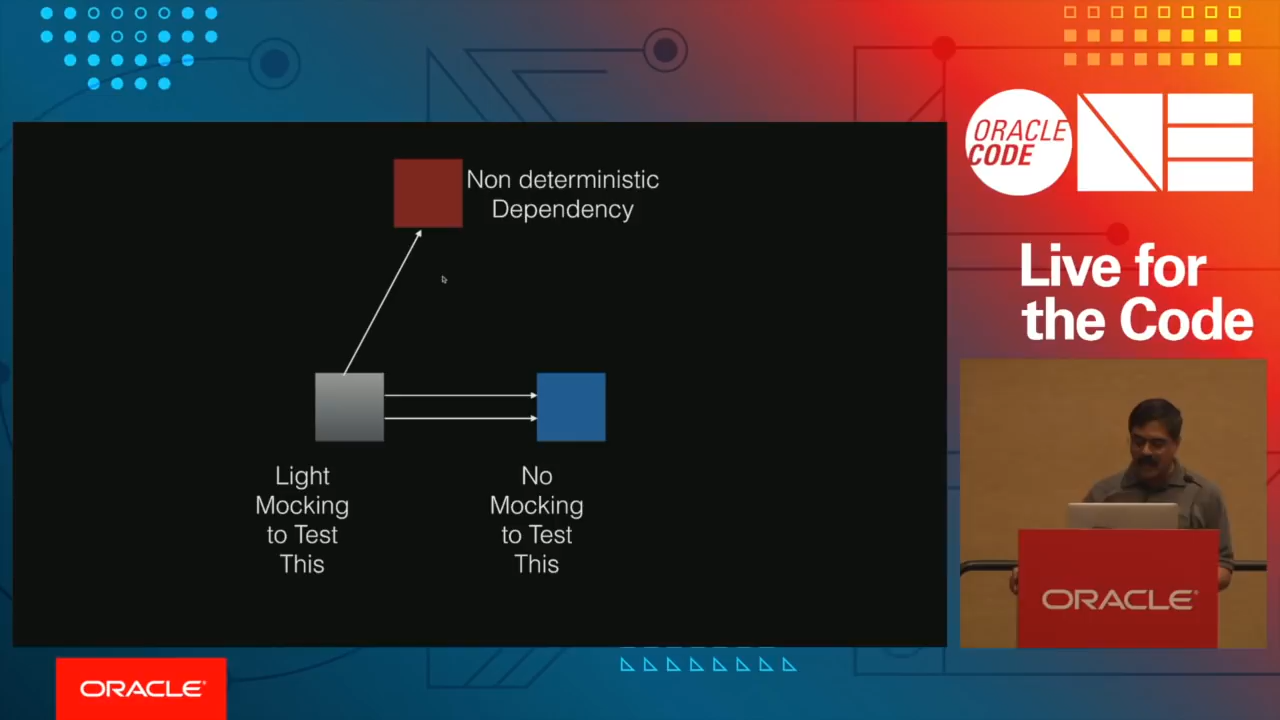 Non deterministic
Dependency
Light
Mocking
to Test
This
No
Mocking
to Test
This
ORACLE
CODE
ONE
Live for
the Code
ORACLE
ORACLE